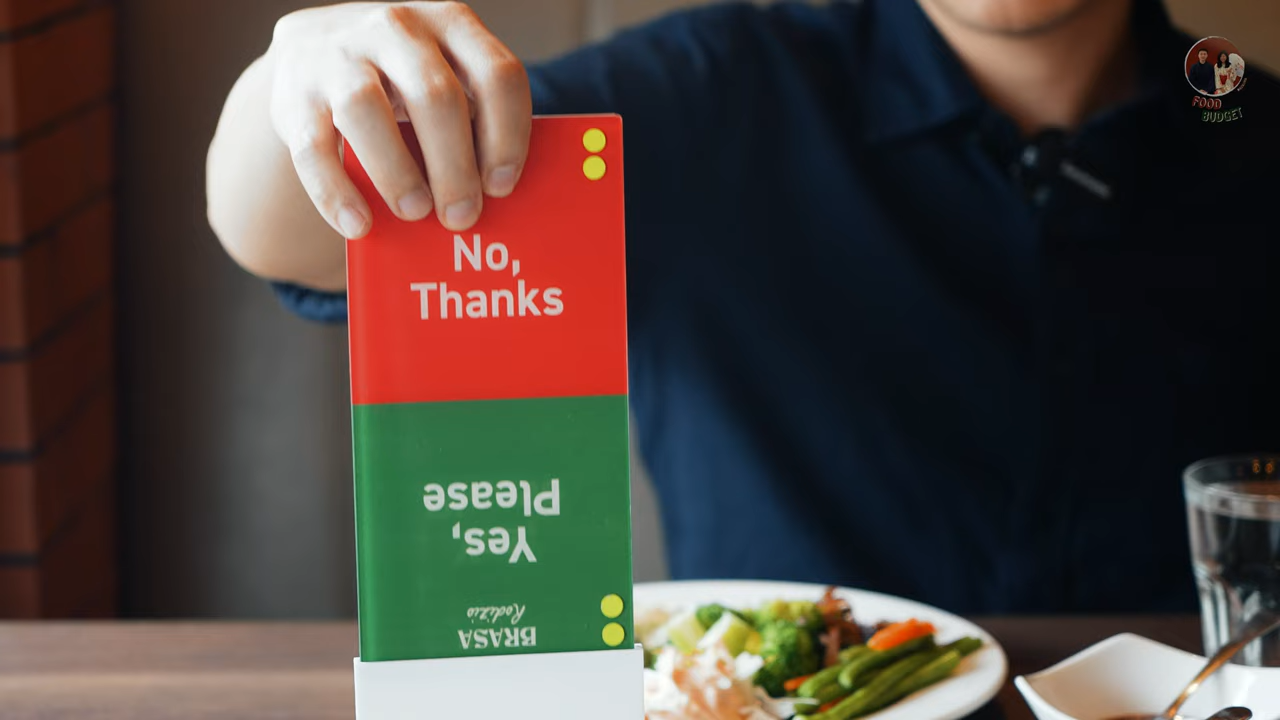 FOOD
BUDGET
No,
Thanks
Yes,
Please
BRASA
Rodizio